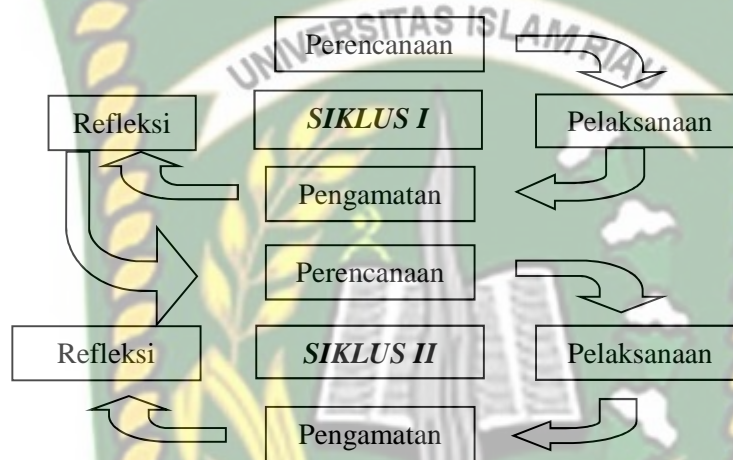 UNIVERSITAS ISLAM RIAU
Perencanaan
Refleksi
SIKLUS I
Pelaksanaan
Pengamatan
Perencanaan
Refleksi
SIKLUS II
Pelaksanaan
Pengamatan